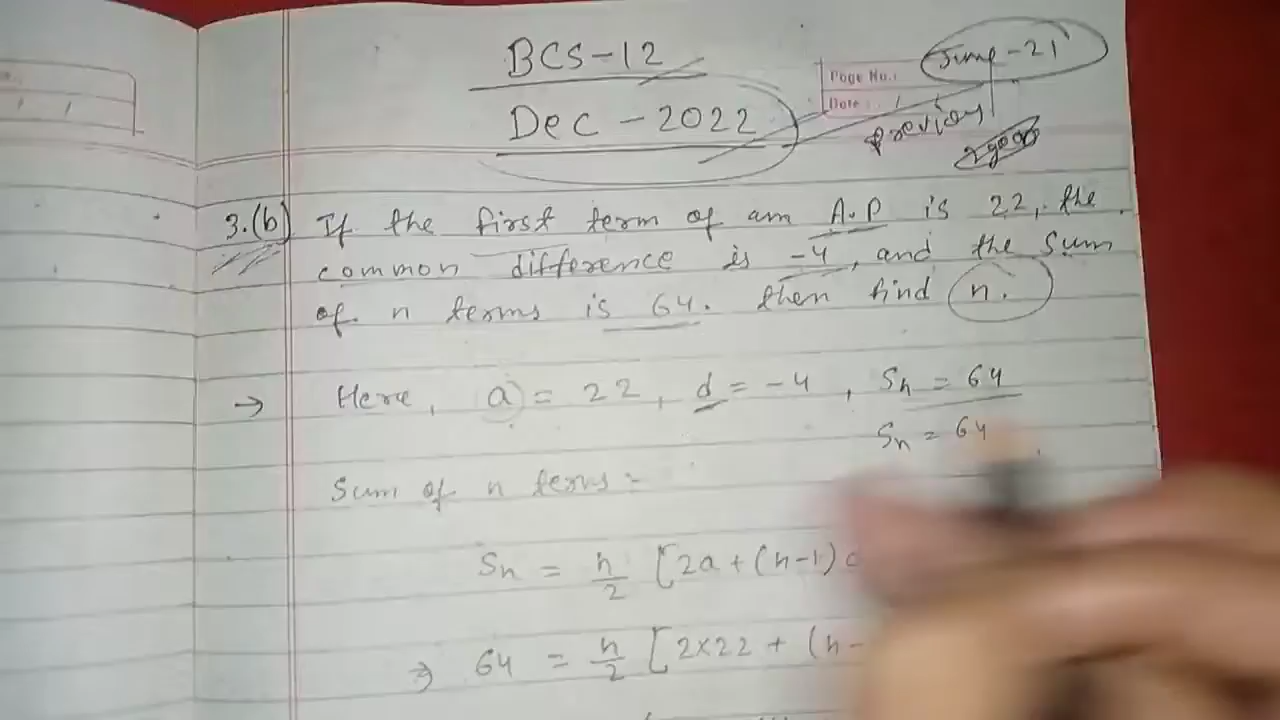 BCS-12
June-21
Page No.:
Date : / /
Dec - 2022
previous
3.(b) If the first term of an A.P is 22, the
common difference is -4, and the sum
of n terms is 64. then find n.
→ Here, a = 22, d = -4, Sn = 64
Sn = 64
Sum of n terms:-
Sn = n/2 [2a + (n-1) d
⇒ 64 = n/2 [2×22 + (n-